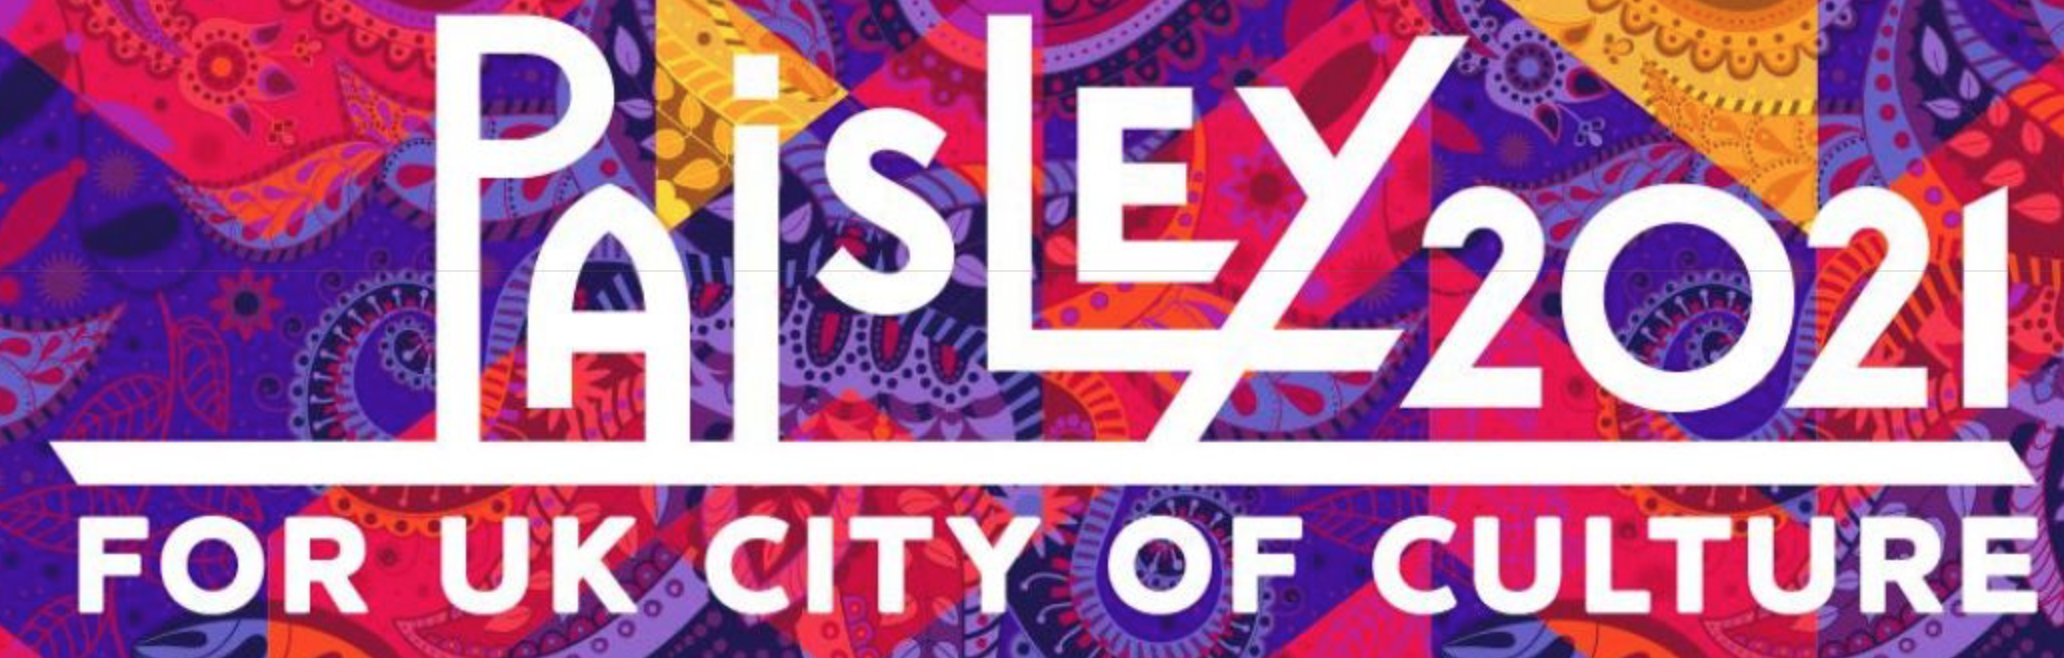 PAiSLEY 2021
FOR UK CITY OF CULTURE